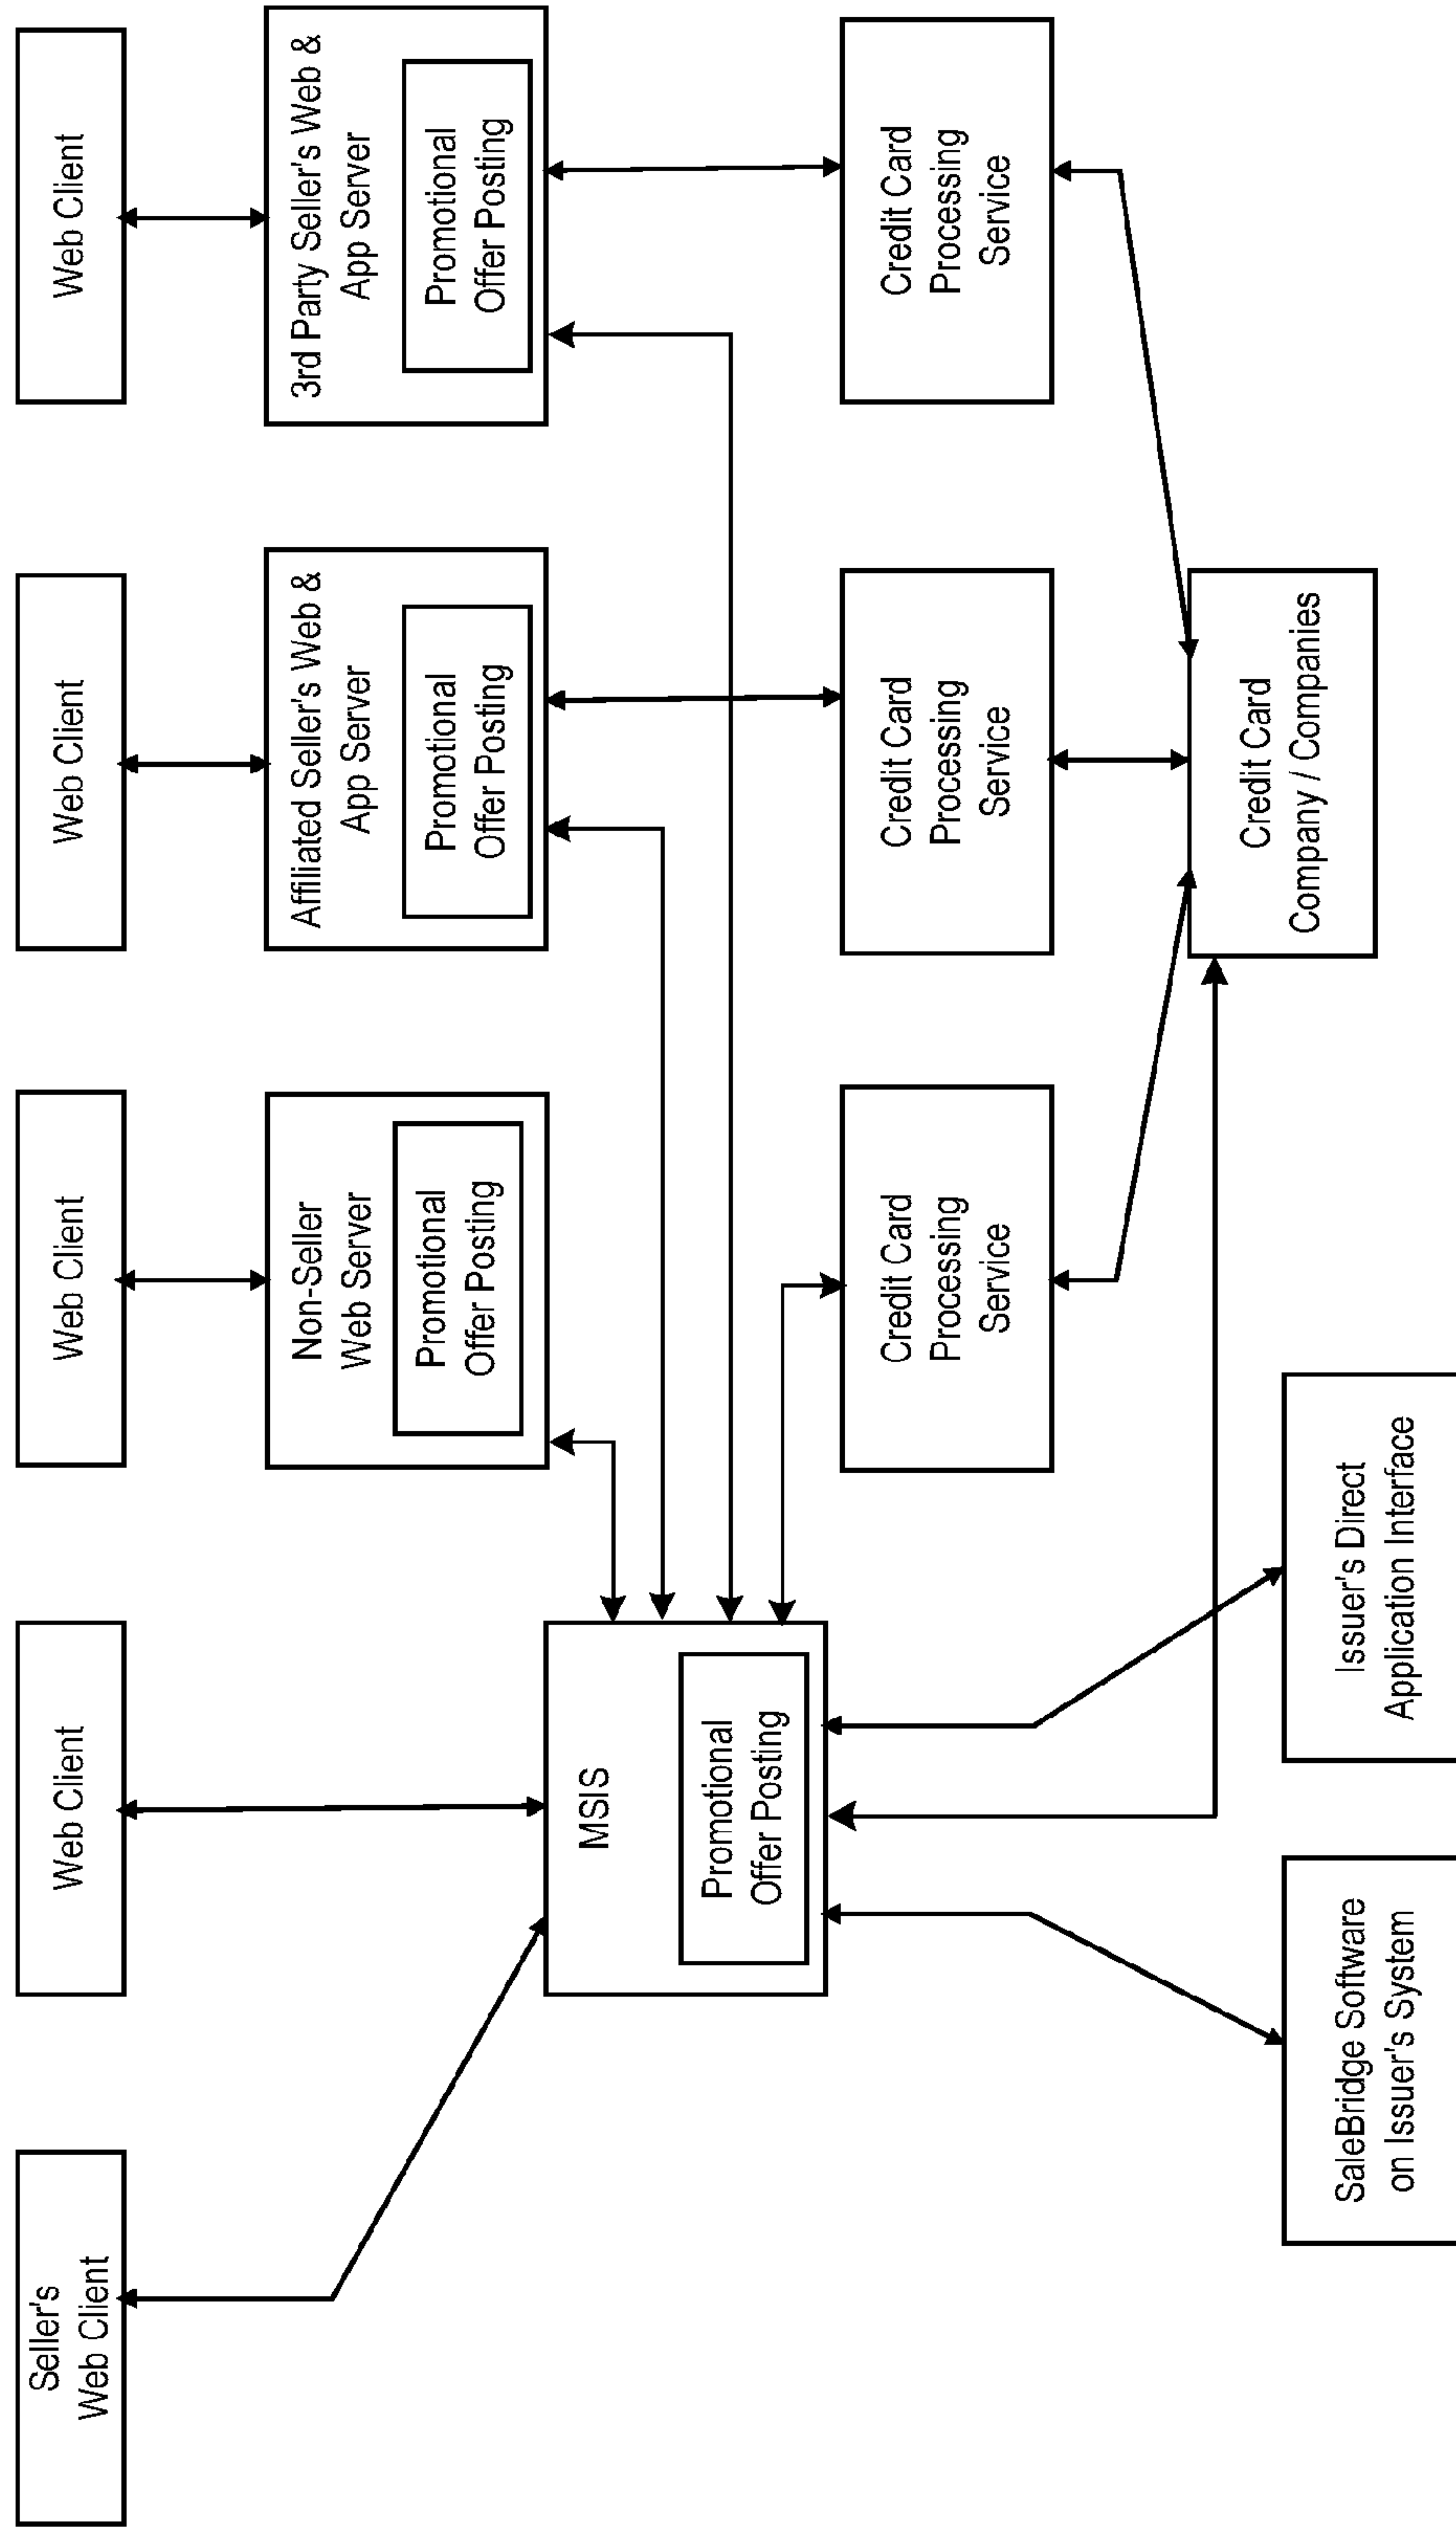 Seller's
Web Client
Web Client
Web Client
Web Client
Web Client
Non-Seller
Web Server
Promotional
Offer Posting
Affiliated Seller's Web &
App Server
Promotional
Offer Posting
3rd Party Seller's Web &
App Server
Promotional
Offer Posting
MSIS
Promotional
Offer Posting
Credit Card
Processing
Service
Credit Card
Processing
Service
Credit Card
Processing
Service
Credit Card
Company / Companies
SaleBridge Software
on Issuer's System
Issuer's Direct
Application Interface